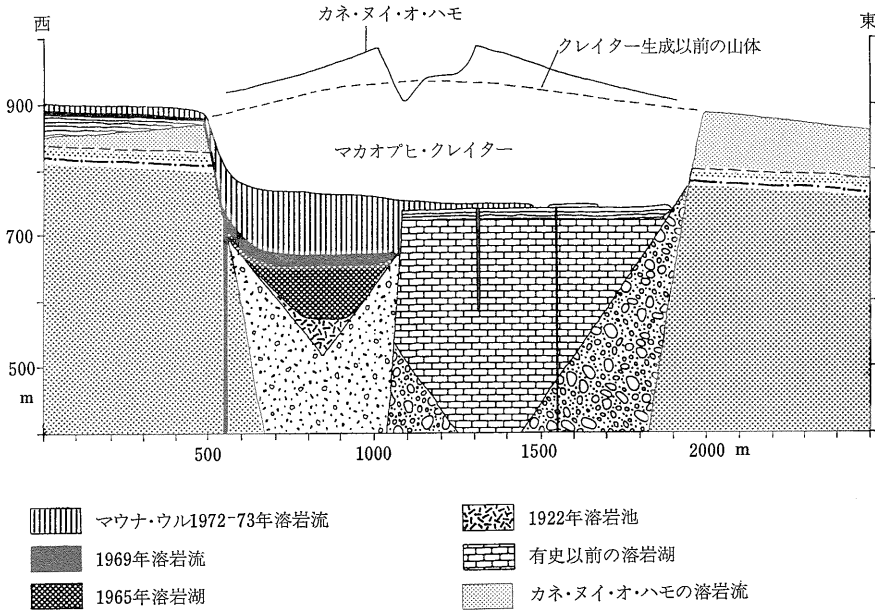 西
カネ・ヌイ・オ・ハモ
東
クレイター生成以前の山体
900
マカオプヒ・クレイター
700
500
m
500
1000
1500
2000 m
マウナ・ウル1972-73年溶岩流
1969年溶岩流
1965年溶岩湖
1922年溶岩池
有史以前の溶岩湖
カネ・ヌイ・オ・ハモの溶岩流